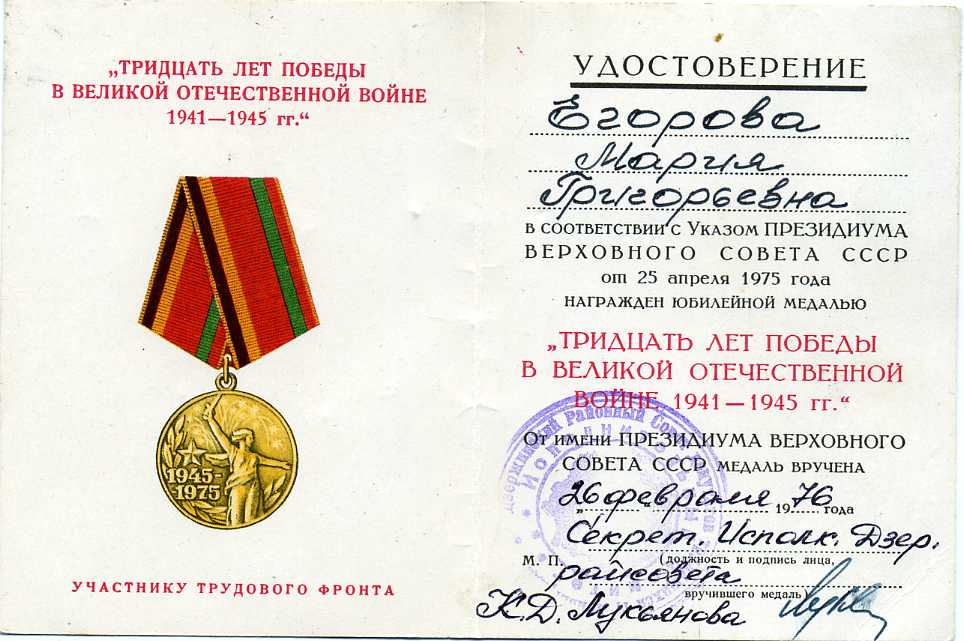 „ТРИДЦАТЬ ЛЕТ ПОБЕДЫ
В ВЕЛИКОЙ ОТЕЧЕСТВЕННОЙ ВОЙНЕ
1941—1945 гг.“
1945-
1975
УЧАСТНИКУ ТРУДОВОГО ФРОНТА
УДОСТОВЕРЕНИЕ
Егорова
Мария
Григорьевна
в соответствии с Указом ПРЕЗИДИУМА
ВЕРХОВНОГО СОВЕТА СССР
от 25 апреля 1975 года
НАГРАЖДЕН ЮБИЛЕЙНОЙ МЕДАЛЬЮ
„ТРИДЦАТЬ ЛЕТ ПОБЕДЫ
В ВЕЛИКОЙ ОТЕЧЕСТВЕННОЙ
ВОЙНЕ 1941—1945 гг.“
От имени ПРЕЗИДИУМА ВЕРХОВНОГО
СОВЕТА СССР МЕДАЛЬ ВРУЧЕНА
„26“ февраля 1976 года
Секрет. Исполк. Дзер.
М. П. (должность и подпись лица,
райсовета
вручившего медаль)
К.Д. Лукьянова
Районный